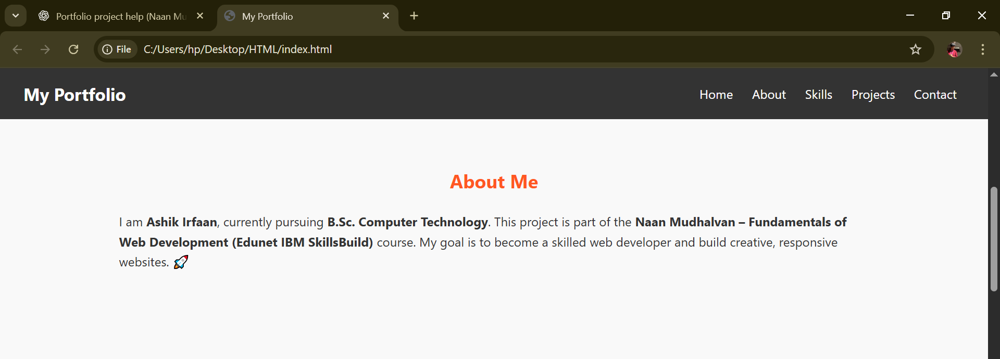 Portfolio project help (Naan Mu
My Portfolio
File
C:/Users/hp/Desktop/HTML/index.html
My Portfolio
Home
About
Skills
Projects
Contact
About Me
I am Ashik Irfaan, currently pursuing B.Sc. Computer Technology. This project is part of the Naan Mudhalvan – Fundamentals of
Web Development (Edunet IBM SkillsBuild) course. My goal is to become a skilled web developer and build creative, responsive
websites. 🚀